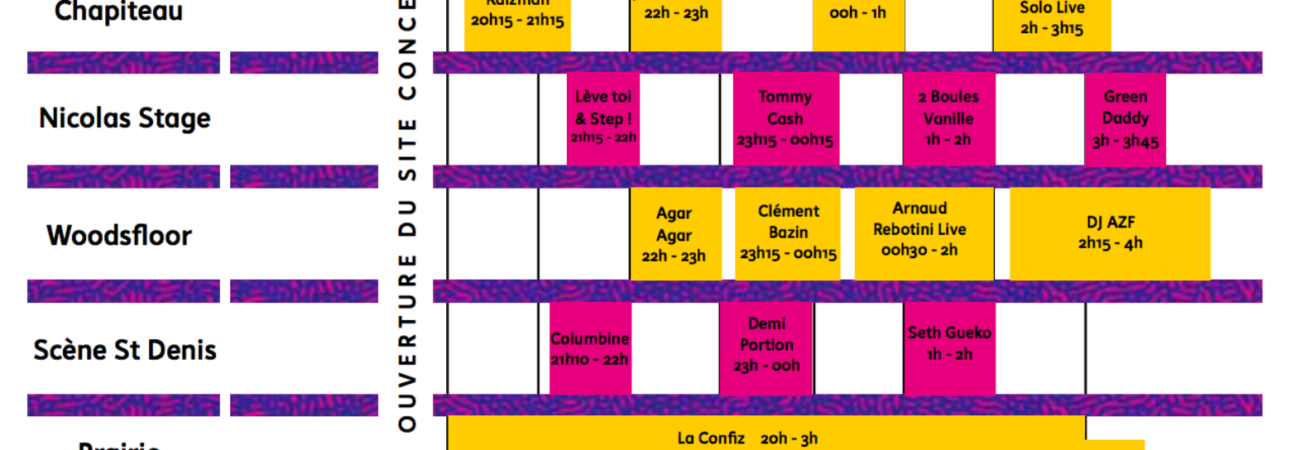 Chapiteau
20h15 - 21h15
22h - 23h
00h - 1h
Solo Live
2h - 3h15
OUVERTURE DU SITE CONCE
Nicolas Stage
Lève toi
& Step !
21h15 - 22h
Tommy
Cash
23h15 - 00h15
2 Boules
Vanille
1h - 2h
Green
Daddy
3h - 3h45
Woodsfloor
Agar
Agar
22h - 23h
Clément
Bazin
23h15 - 00h15
Arnaud
Rebotini Live
00h30 - 2h
DJ AZF
2h15 - 4h
Scène St Denis
Columbine
21h10 - 22h
Demi
Portion
23h - 00h
Seth Gueko
1h - 2h
La Confiz 20h - 3h
Prairie